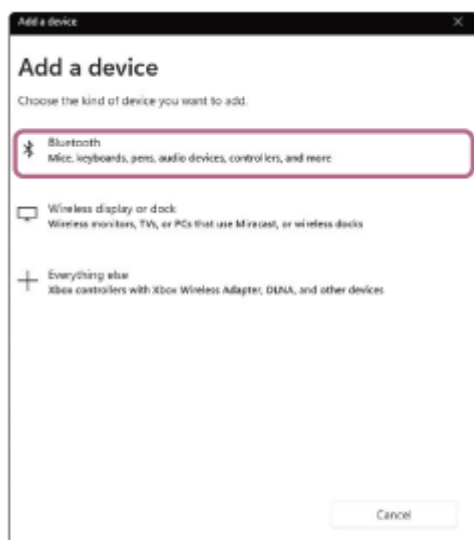 Add a device
Add a device
Choose the kind of device you want to add.
Bluetooth
Mice, keyboards, pens, audio devices, controllers, and more
Wireless display or dock
Wireless monitors, TVs, or PCs that use Miracast, or wireless docks
Everything else
Xbox controllers with Xbox Wireless Adapter, DLNA, and other devices
Cancel